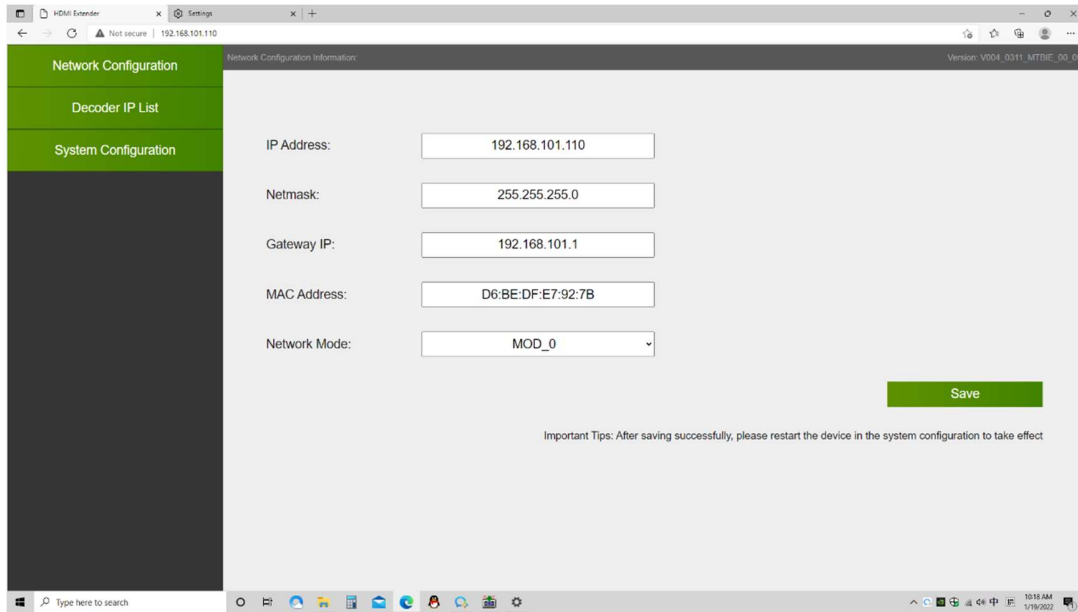 HDMI Extender
Settings
Not secure | 192.168.101.110
Network Configuration
Decoder IP List
System Configuration
Network Configuration Information:
Version: V004_0311_MTBIE_00_0
IP Address: 192.168.101.110
Netmask: 255.255.255.0
Gateway IP: 192.168.101.1
MAC Address: D6:BE:DF:E7:92:7B
Network Mode: MOD_0
Save
Important Tips: After saving successfully, please restart the device in the system configuration to take effect
Type here to search
中
10:18 AM
1/19/2022